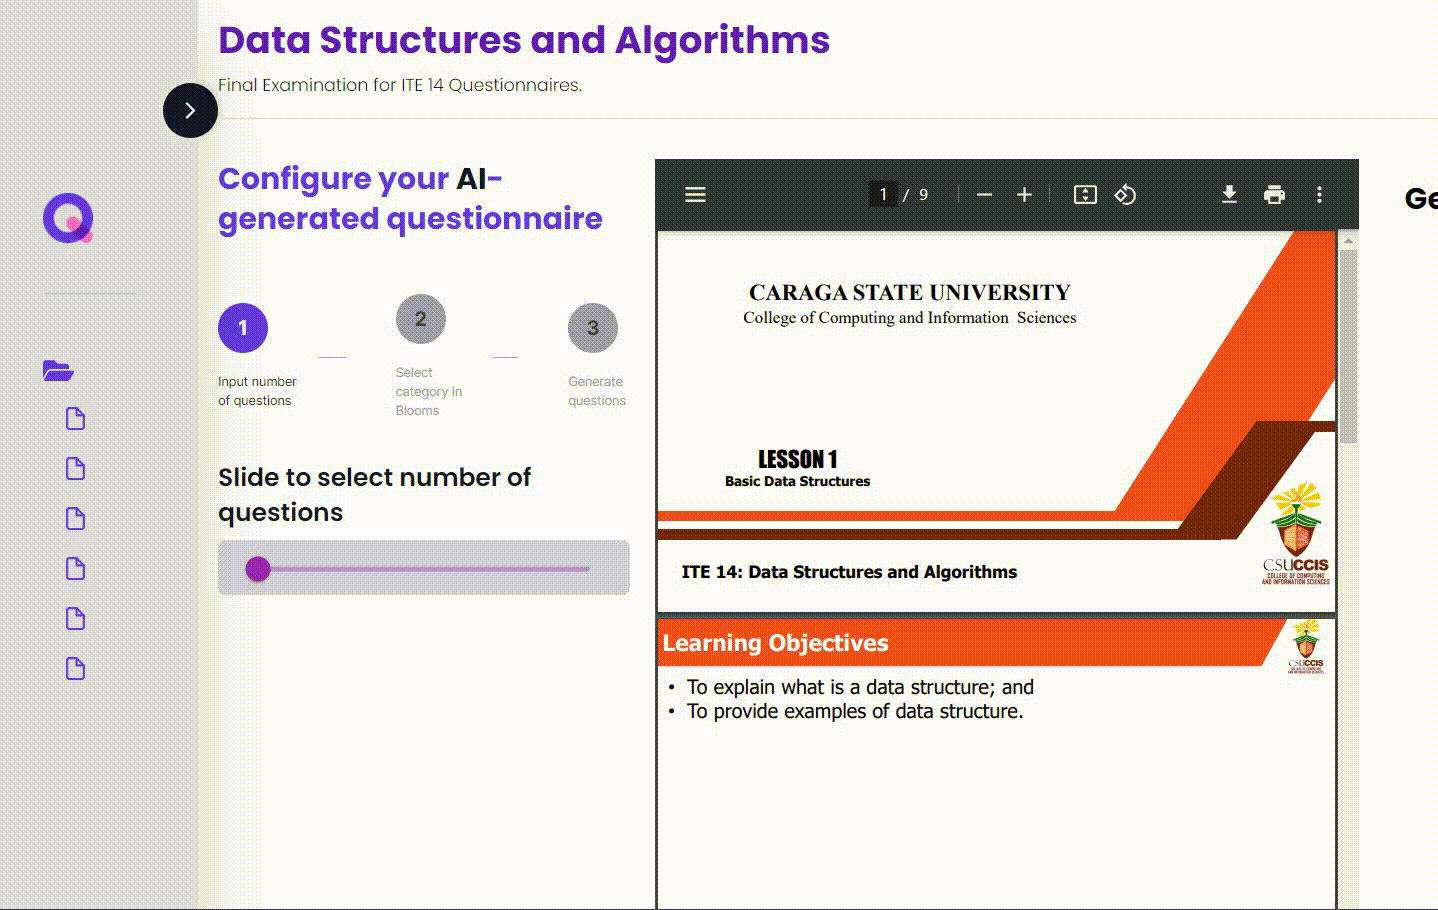 Data Structures and Algorithms
Final Examination for ITE 14 Questionnaires.
Configure your AI-
generated questionnaire
1
2
3
Input number
of questions
Select
category in
Blooms
Generate
questions
Slide to select number of
questions
1 / 9
CARAGA STATE UNIVERSITY
College of Computing and Information Sciences
LESSON 1
Basic Data Structures
ITE 14: Data Structures and Algorithms
CSUCCIS
COLLEGE OF COMPUTING
AND INFORMATION SCIENCES
Learning Objectives
CSUCCIS
• To explain what is a data structure; and
• To provide examples of data structure.
Ge